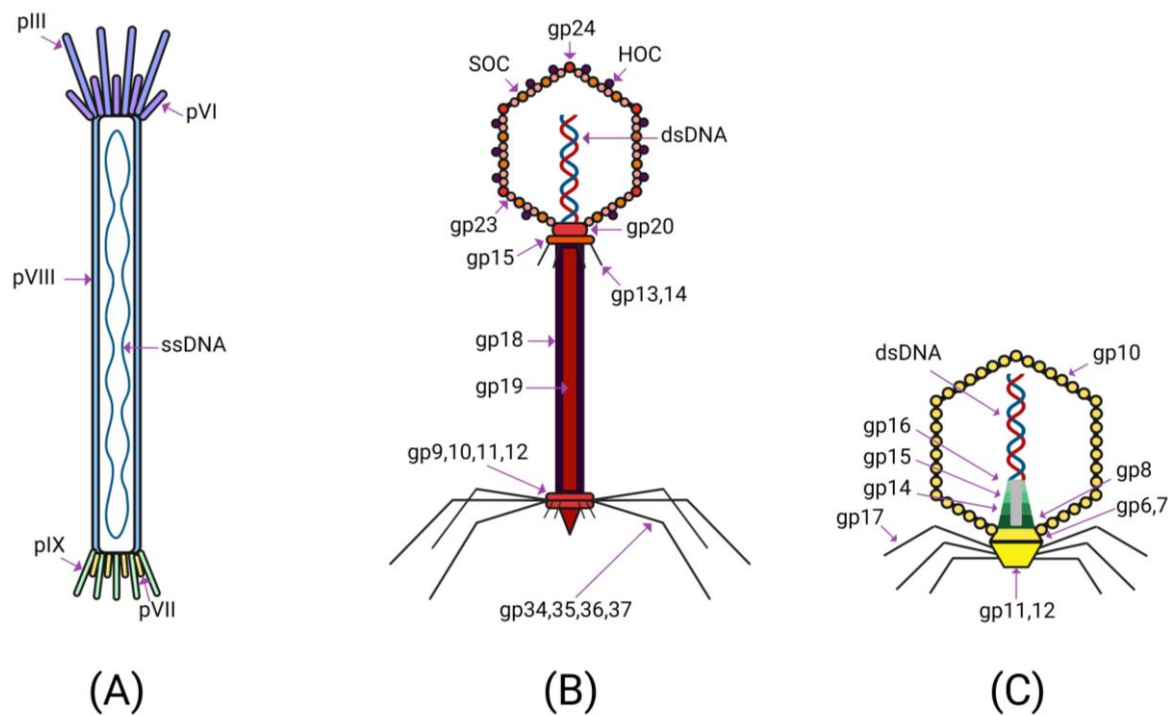 pIII
pVI
pVIII
ssDNA
pIX
pVII
(A)
gp24
SOC
HOC
dsDNA
gp23
gp20
gp15
gp13,14
gp18
gp19
gp9,10,11,12
gp34,35,36,37
(B)
dsDNA
gp10
gp16
gp15
gp14
gp8
gp17
gp6,7
gp11,12
(C)